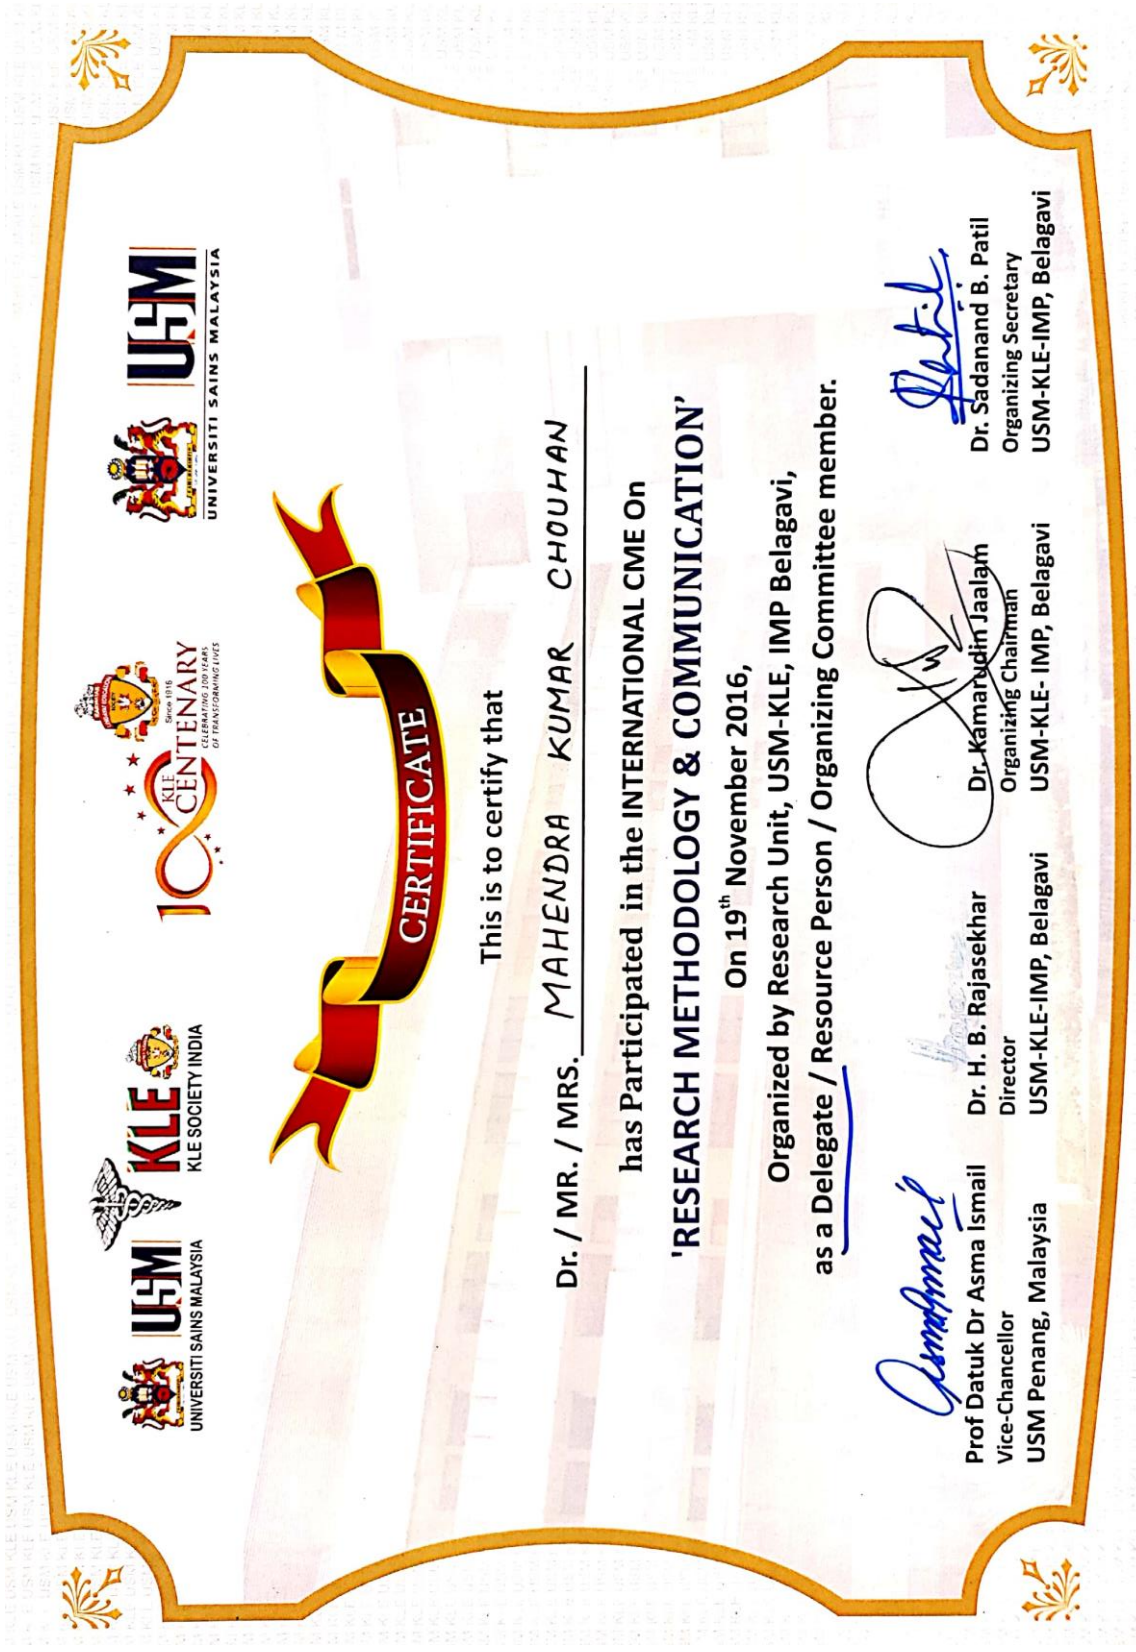 USM
UNIVERSITI SAINS MALAYSIA
KLE
KLE SOCIETY INDIA
100
KLE
Since 1916
CENTENARY
CELEBRATING 100 YEARS
OF TRANSFORMING LIVES
USM
UNIVERSITI SAINS MALAYSIA
CERTIFICATE
This is to certify that
Dr. / MR. / MRS. MAHENDRA KUMAR CHOUHAN
has Participated in the INTERNATIONAL CME On
'RESEARCH METHODOLOGY & COMMUNICATION'
On 19th November 2016,
Organized by Research Unit, USM-KLE, IMP Belagavi,
as a Delegate / Resource Person / Organizing Committee member.
Prof Datuk Dr Asma Ismail
Vice-Chancellor
USM Penang, Malaysia
Dr. H. B. Rajasekhar
Director
USM-KLE-IMP, Belagavi
Dr. Kamarudin Jaalam
Organizing Chairman
USM-KLE- IMP, Belagavi
Dr. Sadanand B. Patil
Organizing Secretary
USM-KLE-IMP, Belagavi